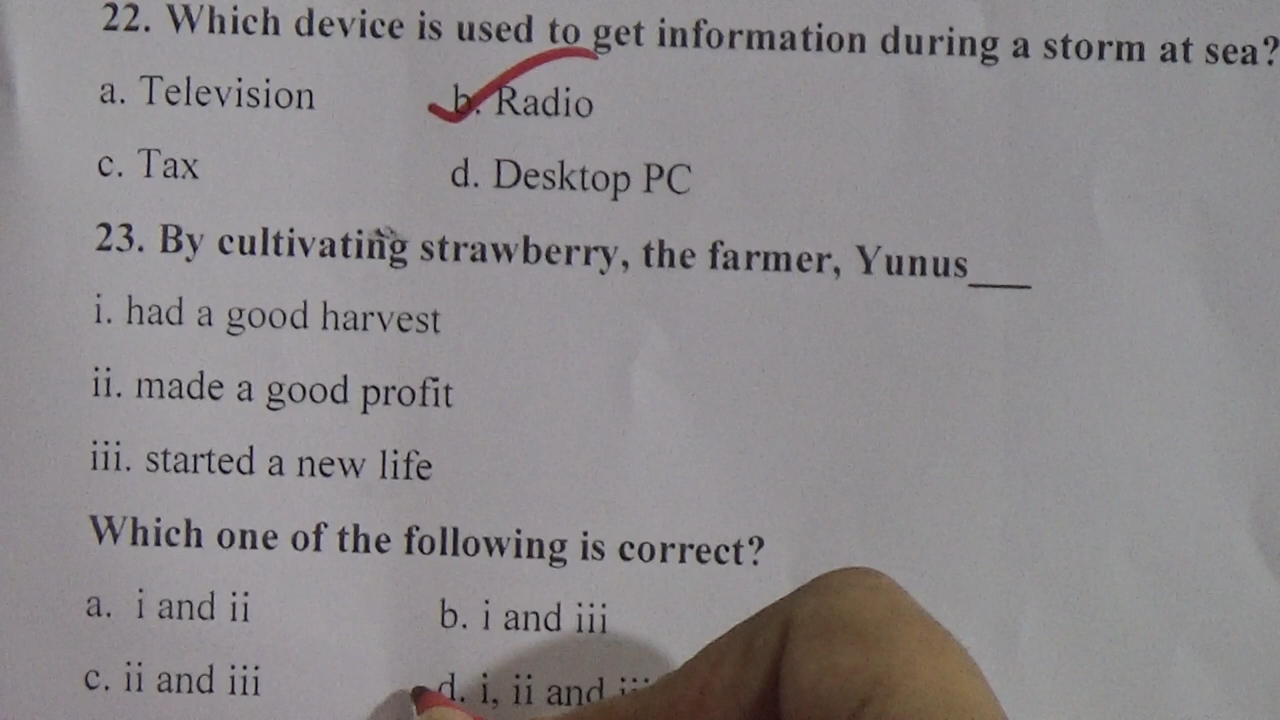 22. Which device is used to get information during a storm at sea?
a. Television b. Radio
c. Tax d. Desktop PC
23. By cultivating strawberry, the farmer, Yunus___
i. had a good harvest
ii. made a good profit
iii. started a new life
Which one of the following is correct?
a. i and ii b. i and iii
c. ii and iii d. i, ii and